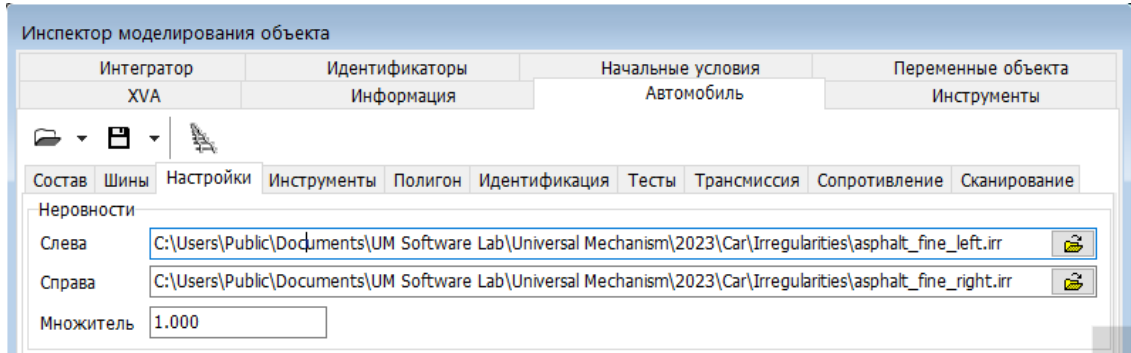 Инспектор моделирования объекта
Интегратор Идентификаторы Начальные условия Переменные объекта
XVA Информация Автомобиль Инструменты
Состав Шины Настройки Инструменты Полигон Идентификация Тесты Трансмиссия Сопротивление Сканирование
Неровности
Слева C:\Users\Public\Documents\UM Software Lab\Universal Mechanism\2023\Car\Irregularities\asphalt_fine_left.irr
Справа C:\Users\Public\Documents\UM Software Lab\Universal Mechanism\2023\Car\Irregularities\asphalt_fine_right.irr
Множитель 1.000